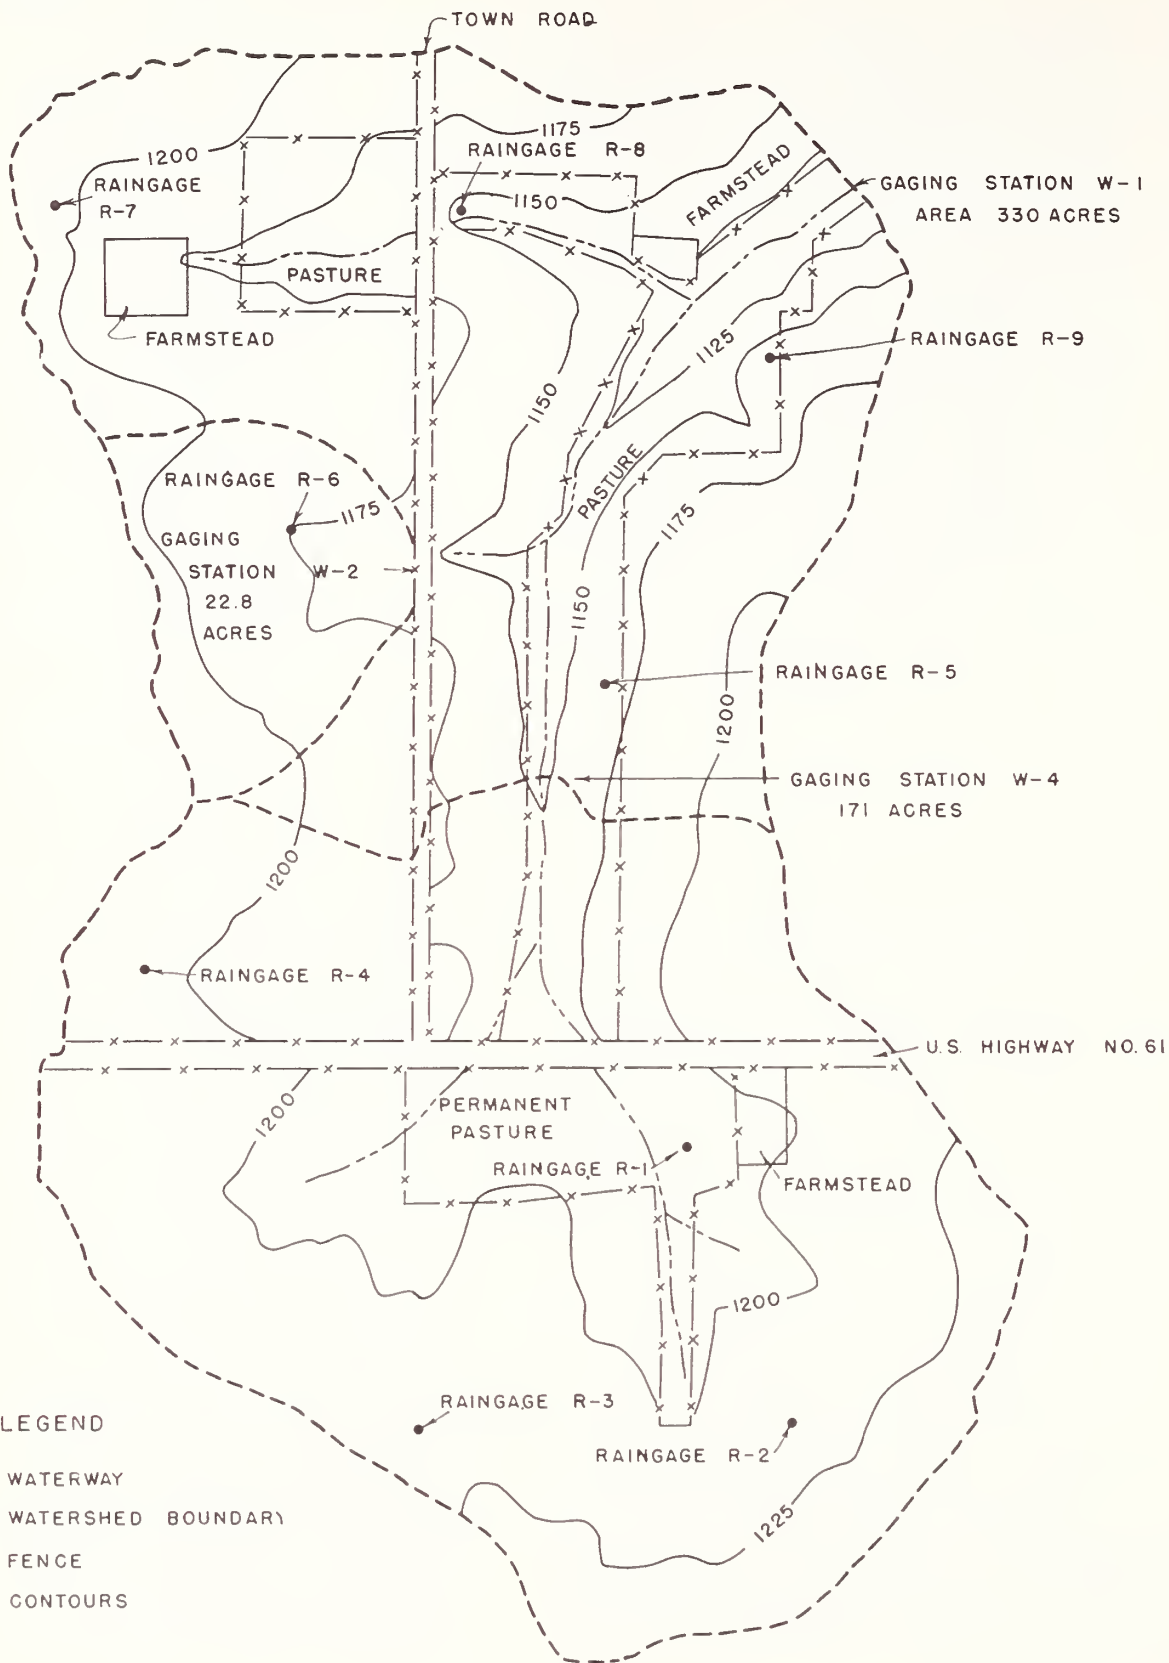 TOWN ROAD
1175
1200
RAINGAGE R-8
RAINGAGE
R-7
1150
FARMSTEAD
GAGING STATION W-1
AREA 330 ACRES
PASTURE
FARMSTEAD
1125
RAINGAGE R-9
1150
RAINGAGE R-6
1175
PASTURE
1175
GAGING
STATION W-2
22.8
ACRES
1150
RAINGAGE R-5
1200
GAGING STATION W-4
171 ACRES
1200
RAINGAGE R-4
U.S. HIGHWAY NO. 61
1200
PERMANENT
PASTURE
RAINGAGE R-1
FARMSTEAD
1200
RAINGAGE R-3
RAINGAGE R-2
1225
LEGEND
WATERWAY
WATERSHED BOUNDARY
FENCE
CONTOURS